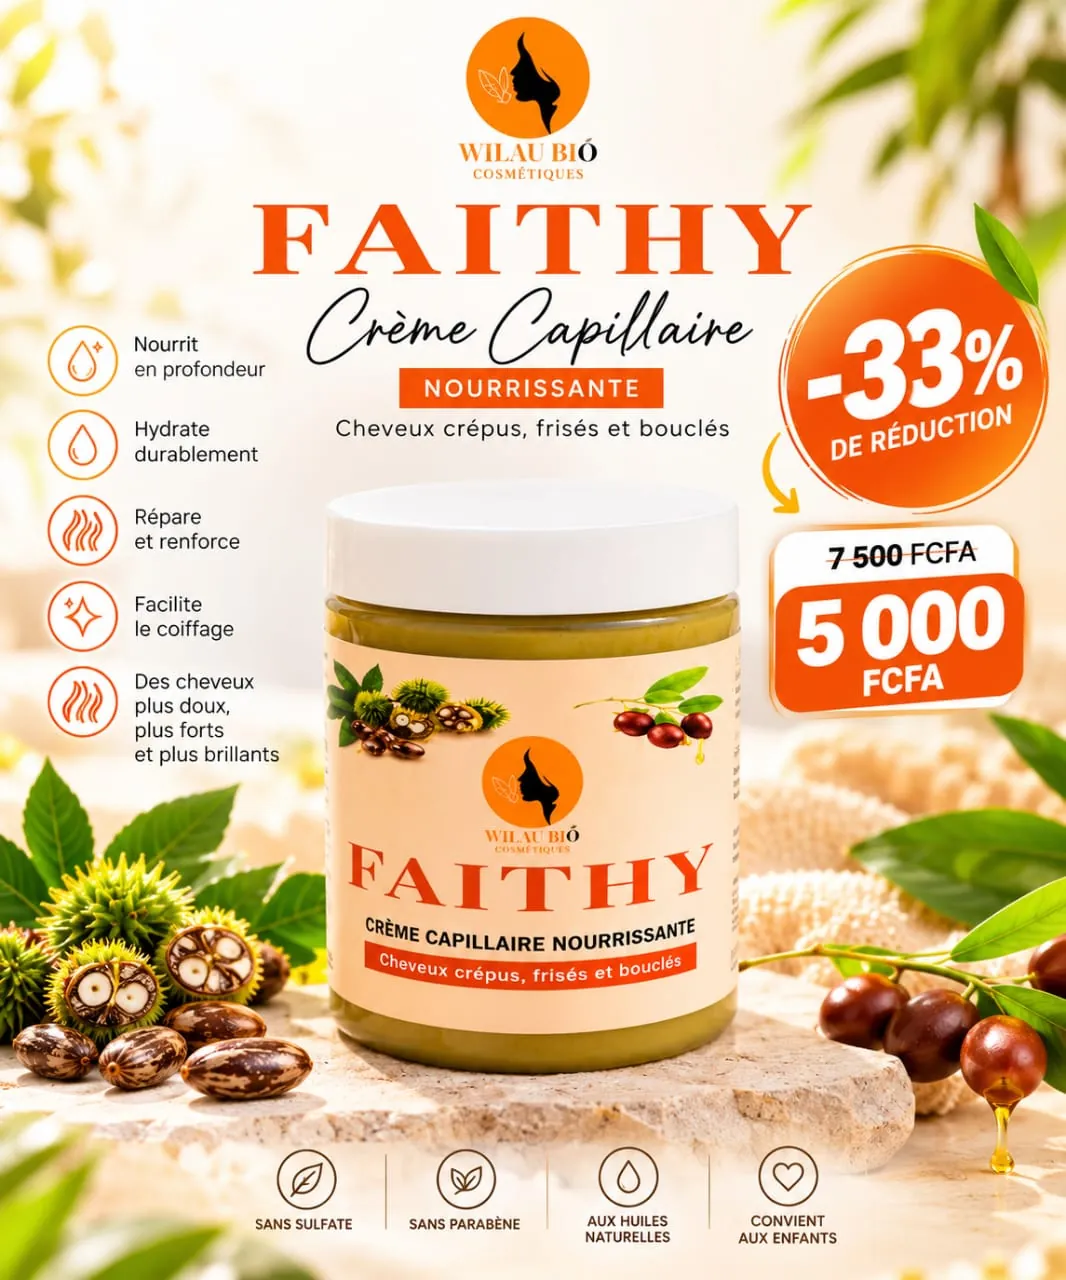 WILAU BIÓ
COSMÉTIQUES
FAITHY
Crème Capillaire
NOURRISSANTE
Cheveux crépus, frisés et bouclés
Nourrit
en profondeur
Hydrate
durablement
Répare
et renforce
Facilite
le coiffage
Des cheveux
plus doux,
plus forts
et plus brillants
-33%
DE RÉDUCTION
7 500 FCFA
5 000
FCFA
WILAU BIÓ
COSMÉTIQUES
FAITHY
CRÈME CAPILLAIRE NOURRISSANTE
Cheveux crépus, frisés et bouclés
SANS SULFATE
SANS PARABÈNE
AUX HUILES
NATURELLES
CONVIENT
AUX ENFANTS